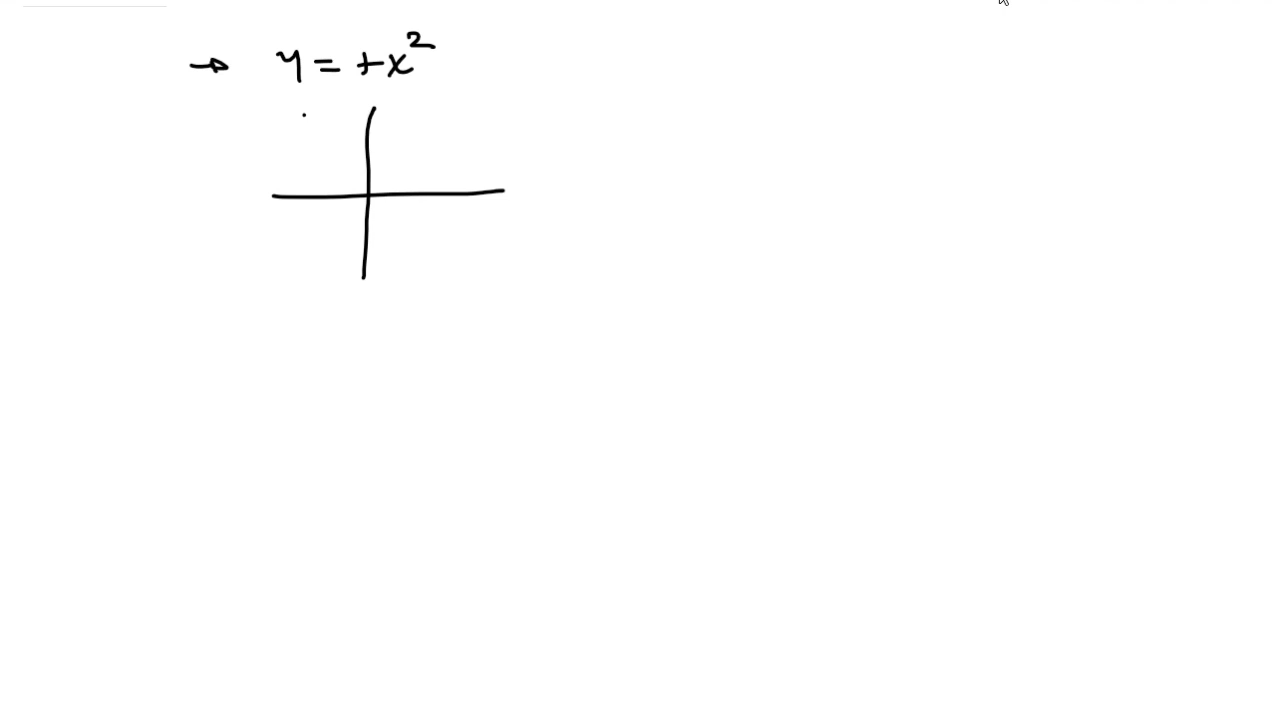 → y = +x²